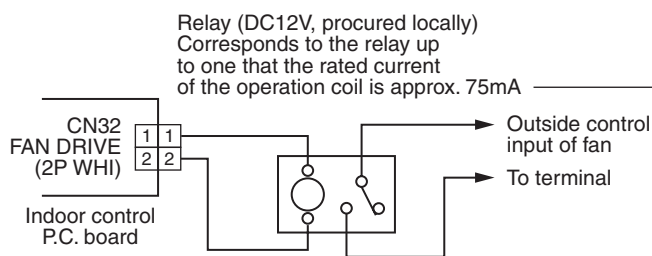 Relay (DC12V, procured locally)
Corresponds to the relay up
to one that the rated current
of the operation coil is approx. 75mA
CN32
FAN DRIVE
(2P WHI)
1 1
2 2
Outside control
input of fan
To terminal
Indoor control
P.C. board